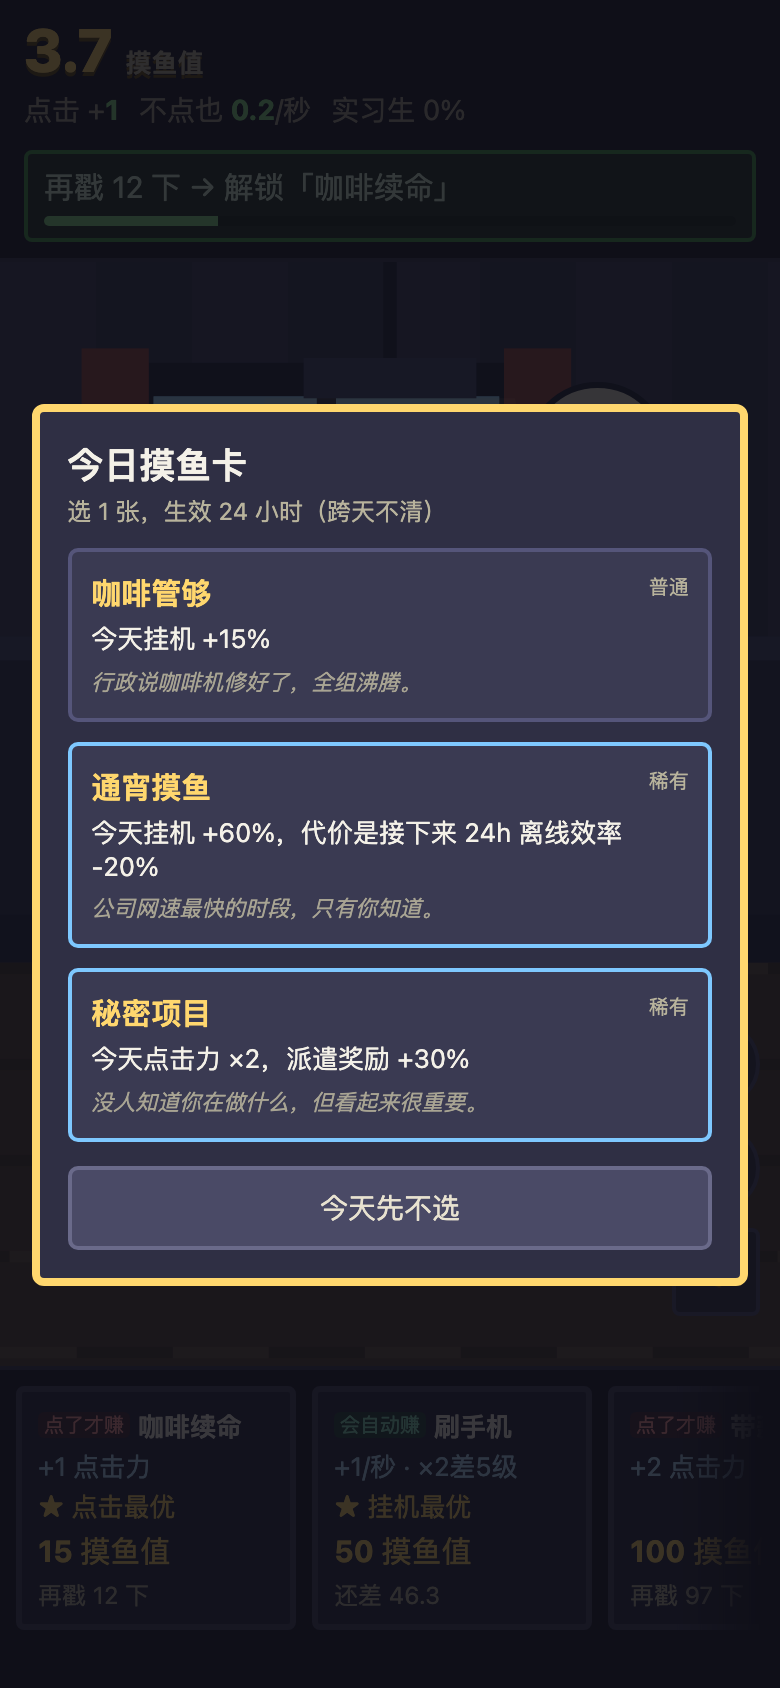 3.7 摸鱼值
点击 +1 不点也 0.2/秒 实习生 0%
再戳 12 下 → 解锁「咖啡续命」
今日摸鱼卡
选 1 张，生效 24 小时（跨天不清）
咖啡管够 普通
今天挂机 +15%
行政说咖啡机修好了，全组沸腾。
通宵摸鱼 稀有
今天挂机 +60%，代价是接下来 24h 离线效率
-20%
公司网速最快的时段，只有你知道。
秘密项目 稀有
今天点击力 ×2，派遣奖励 +30%
没人知道你在做什么，但看起来很重要。
今天先不选
点了才赚 咖啡续命
+1 点击力
★ 点击最优
15 摸鱼值
再戳 12 下
会自动赚 刷手机
+1/秒 · ×2差5级
★ 挂机最优
50 摸鱼值
还差 46.3
点了才赚 带
+2 点击力
100 摸鱼
再戳 97 下